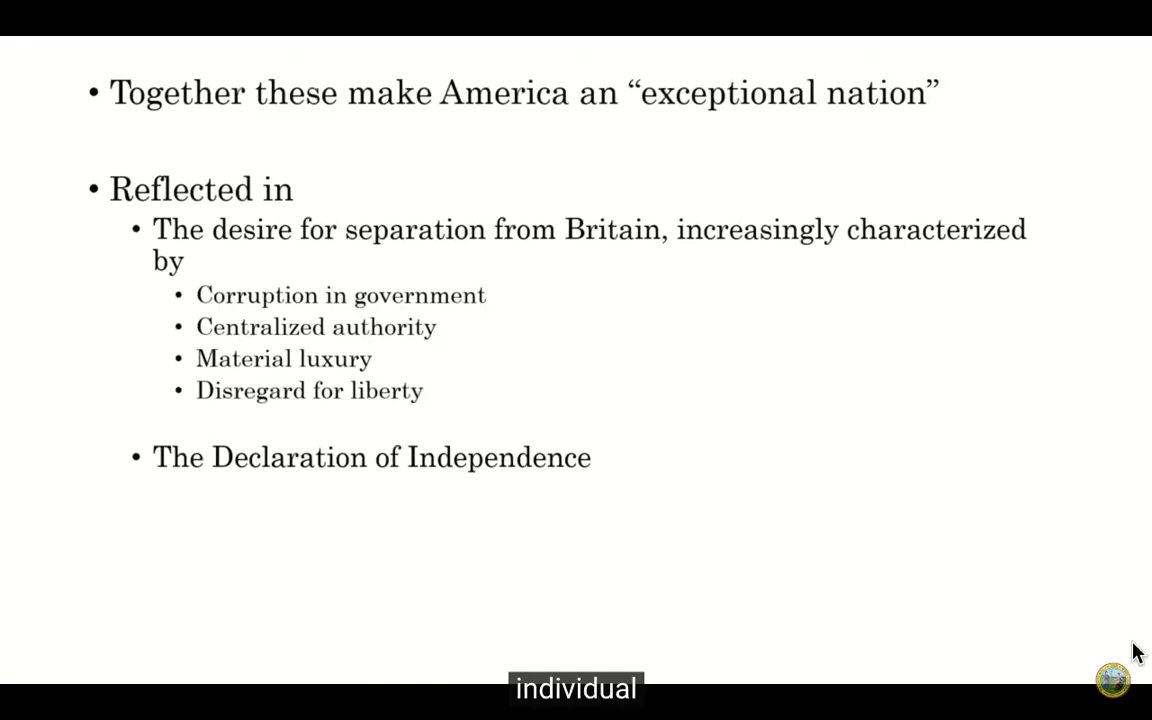 • Together these make America an “exceptional nation”
• Reflected in
• The desire for separation from Britain, increasingly characterized
by
• Corruption in government
• Centralized authority
• Material luxury
• Disregard for liberty
• The Declaration of Independence
individual